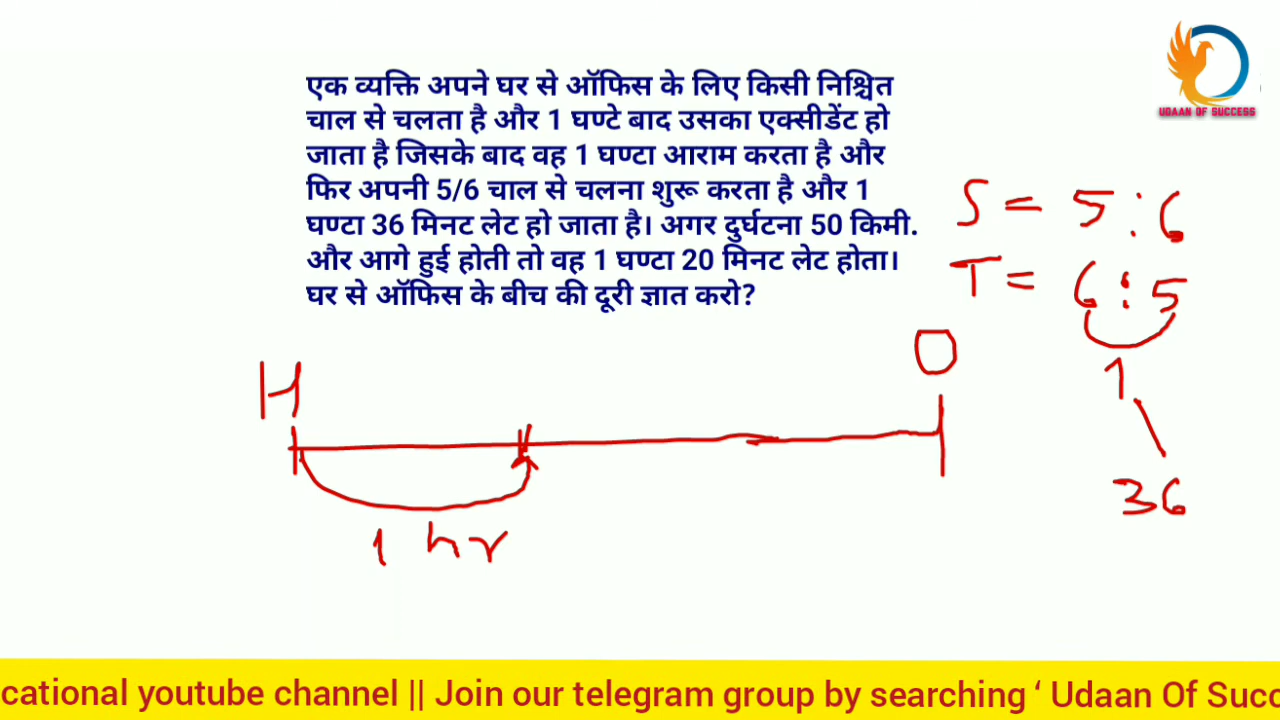 UDAAN OF SUCCESS
एक व्यक्ति अपने घर से ऑफिस के लिए किसी निश्चित
चाल से चलता है और 1 घण्टे बाद उसका एक्सीडेंट हो
जाता है जिसके बाद वह 1 घण्टा आराम करता है और
फिर अपनी 5/6 चाल से चलना शुरू करता है और 1
घण्टा 36 मिनट लेट हो जाता है। अगर दुर्घटना 50 किमी.
और आगे हुई होती तो वह 1 घण्टा 20 मिनट लेट होता।
घर से ऑफिस के बीच की दूरी ज्ञात करो?
S = 5 : 6
T = 6 : 5
1
36
H
O
1 hr
cational youtube channel || Join our telegram group by searching ‘ Udaan Of Succ